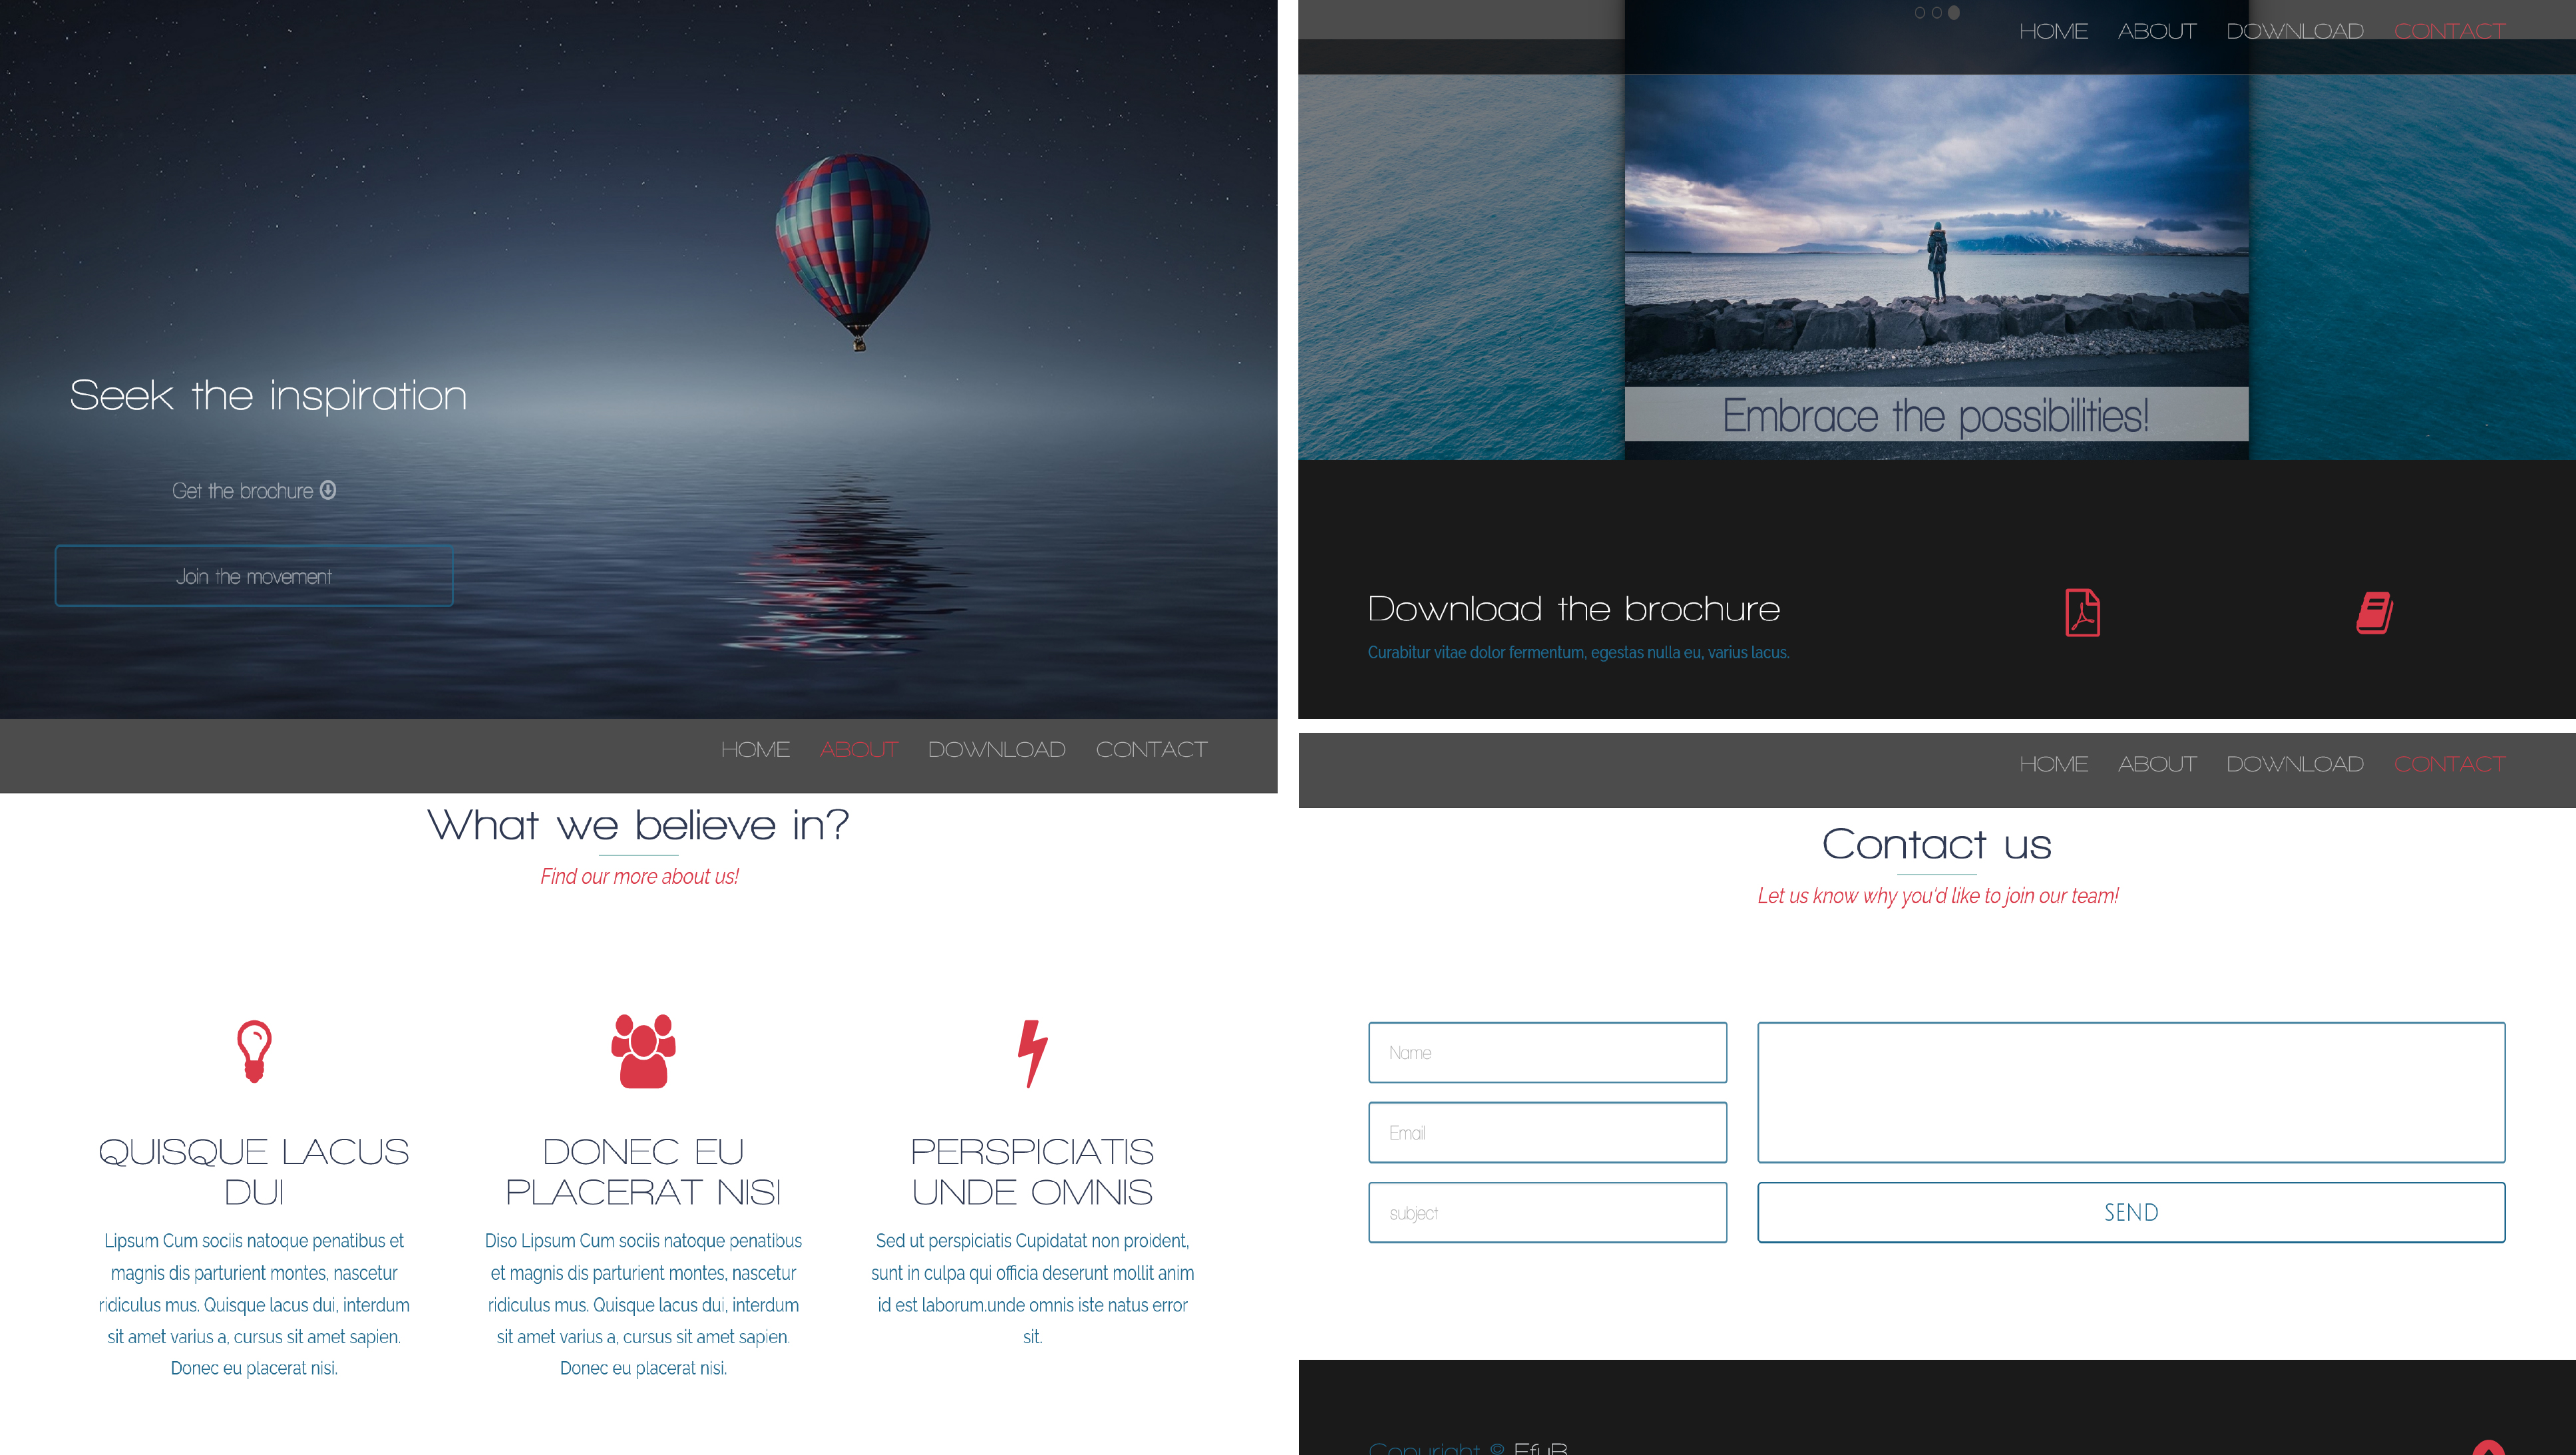 Seek the inspiration
Get the brochure
Join the movement
HOME ABOUT DOWNLOAD CONTACT
What we believe in?
Find our more about us!
QUISQUE LACUS
DUI
Lipsum Cum sociis natoque penatibus et
magnis dis parturient montes, nascetur
ridiculus mus. Quisque lacus dui, interdum
sit amet varius a, cursus sit amet sapien.
Donec eu placerat nisi.
DONEC EU
PLACERAT NISI
Diso Lipsum Cum sociis natoque penatibus
et magnis dis parturient montes, nascetur
ridiculus mus. Quisque lacus dui, interdum
sit amet varius a, cursus sit amet sapien.
Donec eu placerat nisi.
PERSPICIATIS
UNDE OMNIS
Sed ut perspiciatis Cupidatat non proident,
sunt in culpa qui officia deserunt mollit anim
id est laborum.unde omnis iste natus error
sit.
HOME ABOUT DOWNLOAD CONTACT
Embrace the possibilities!
Download the brochure
Curabitur vitae dolor fermentum, egestas nulla eu, varius lacus.
HOME ABOUT DOWNLOAD CONTACT
Contact us
Let us know why you'd like to join our team!
Name
Email
subject
SEND
Copyright © EfuB